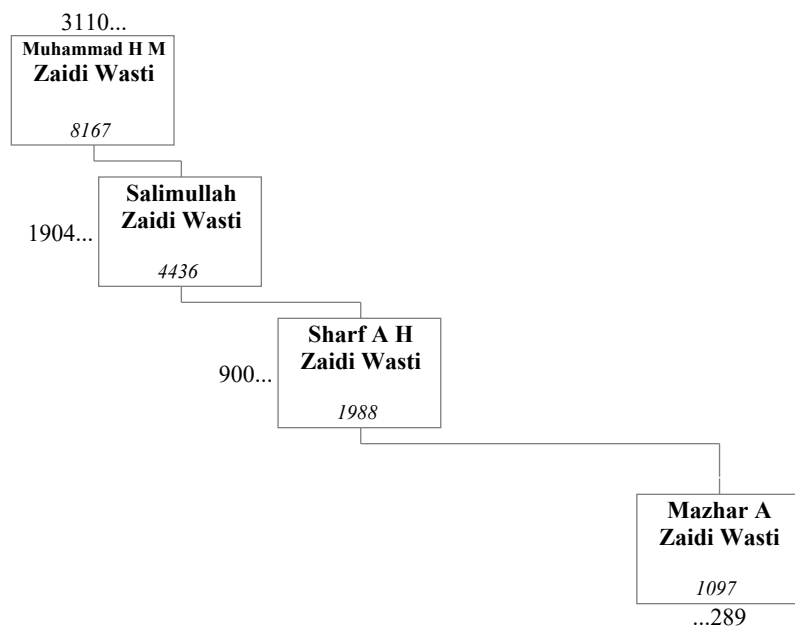 3110...
Muhammad H M
Zaidi Wasti
8167
Salimullah
Zaidi Wasti
1904...
4436
Sharf A H
Zaidi Wasti
900...
1988
Mazhar A
Zaidi Wasti
1097
...289